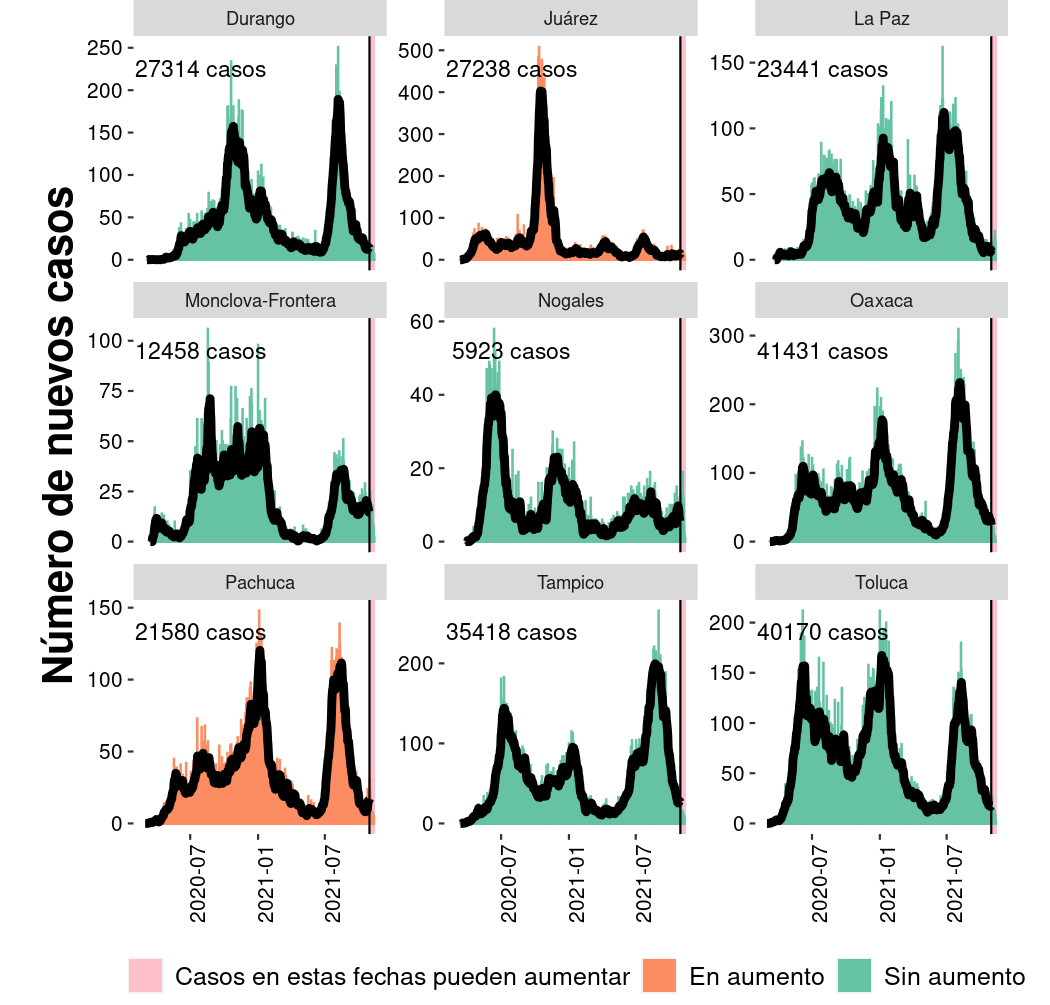 Número de nuevos casos
Durango
27314 casos
250
200
150
100
50
0
Juárez
27238 casos
500
400
300
200
100
0
La Paz
23441 casos
150
100
50
0
Monclova-Frontera
12458 casos
100
75
50
25
0
Nogales
5923 casos
60
40
20
0
Oaxaca
41431 casos
300
200
100
0
Pachuca
21580 casos
150
100
50
0
Tampico
35418 casos
200
100
0
Toluca
40170 casos
200
150
100
50
0
2020-07
2021-01
2021-07
2020-07
2021-01
2021-07
2020-07
2021-01
2021-07
Casos en estas fechas pueden aumentar
En aumento
Sin aumento